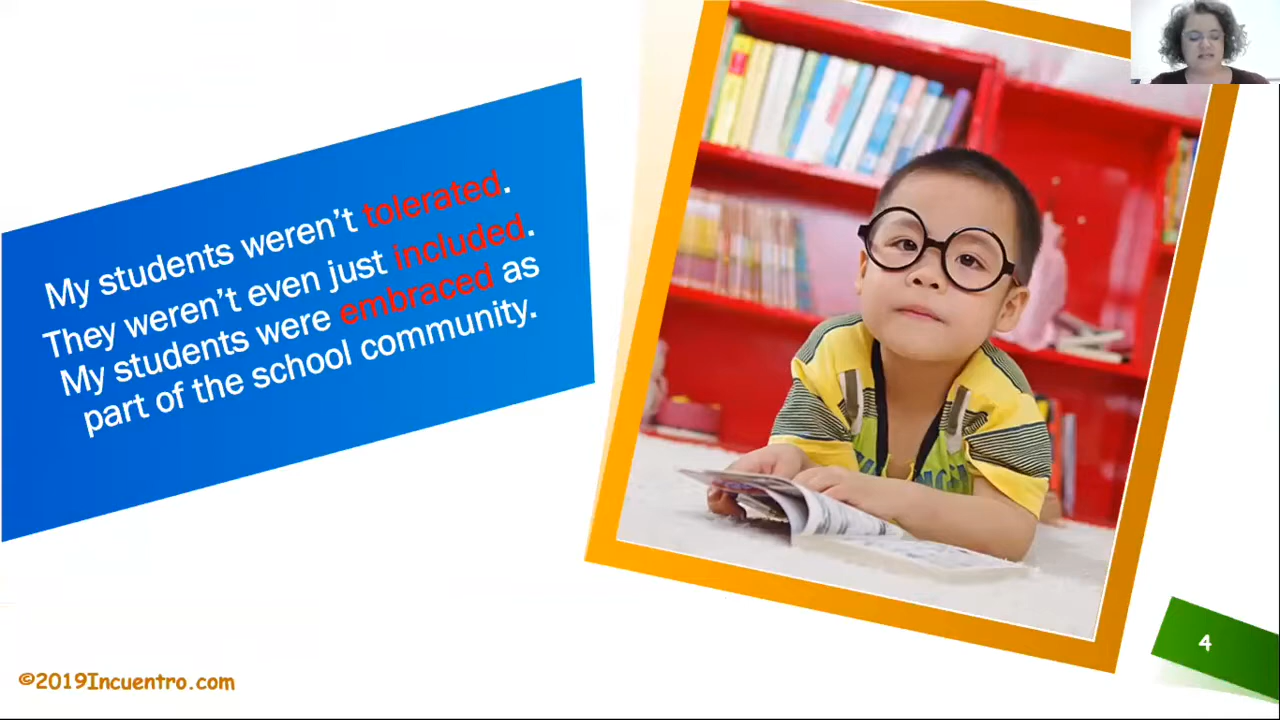 My students weren’t tolerated.
They weren’t even just included.
My students were embraced as
part of the school community.
4
©2019Incuentro.com